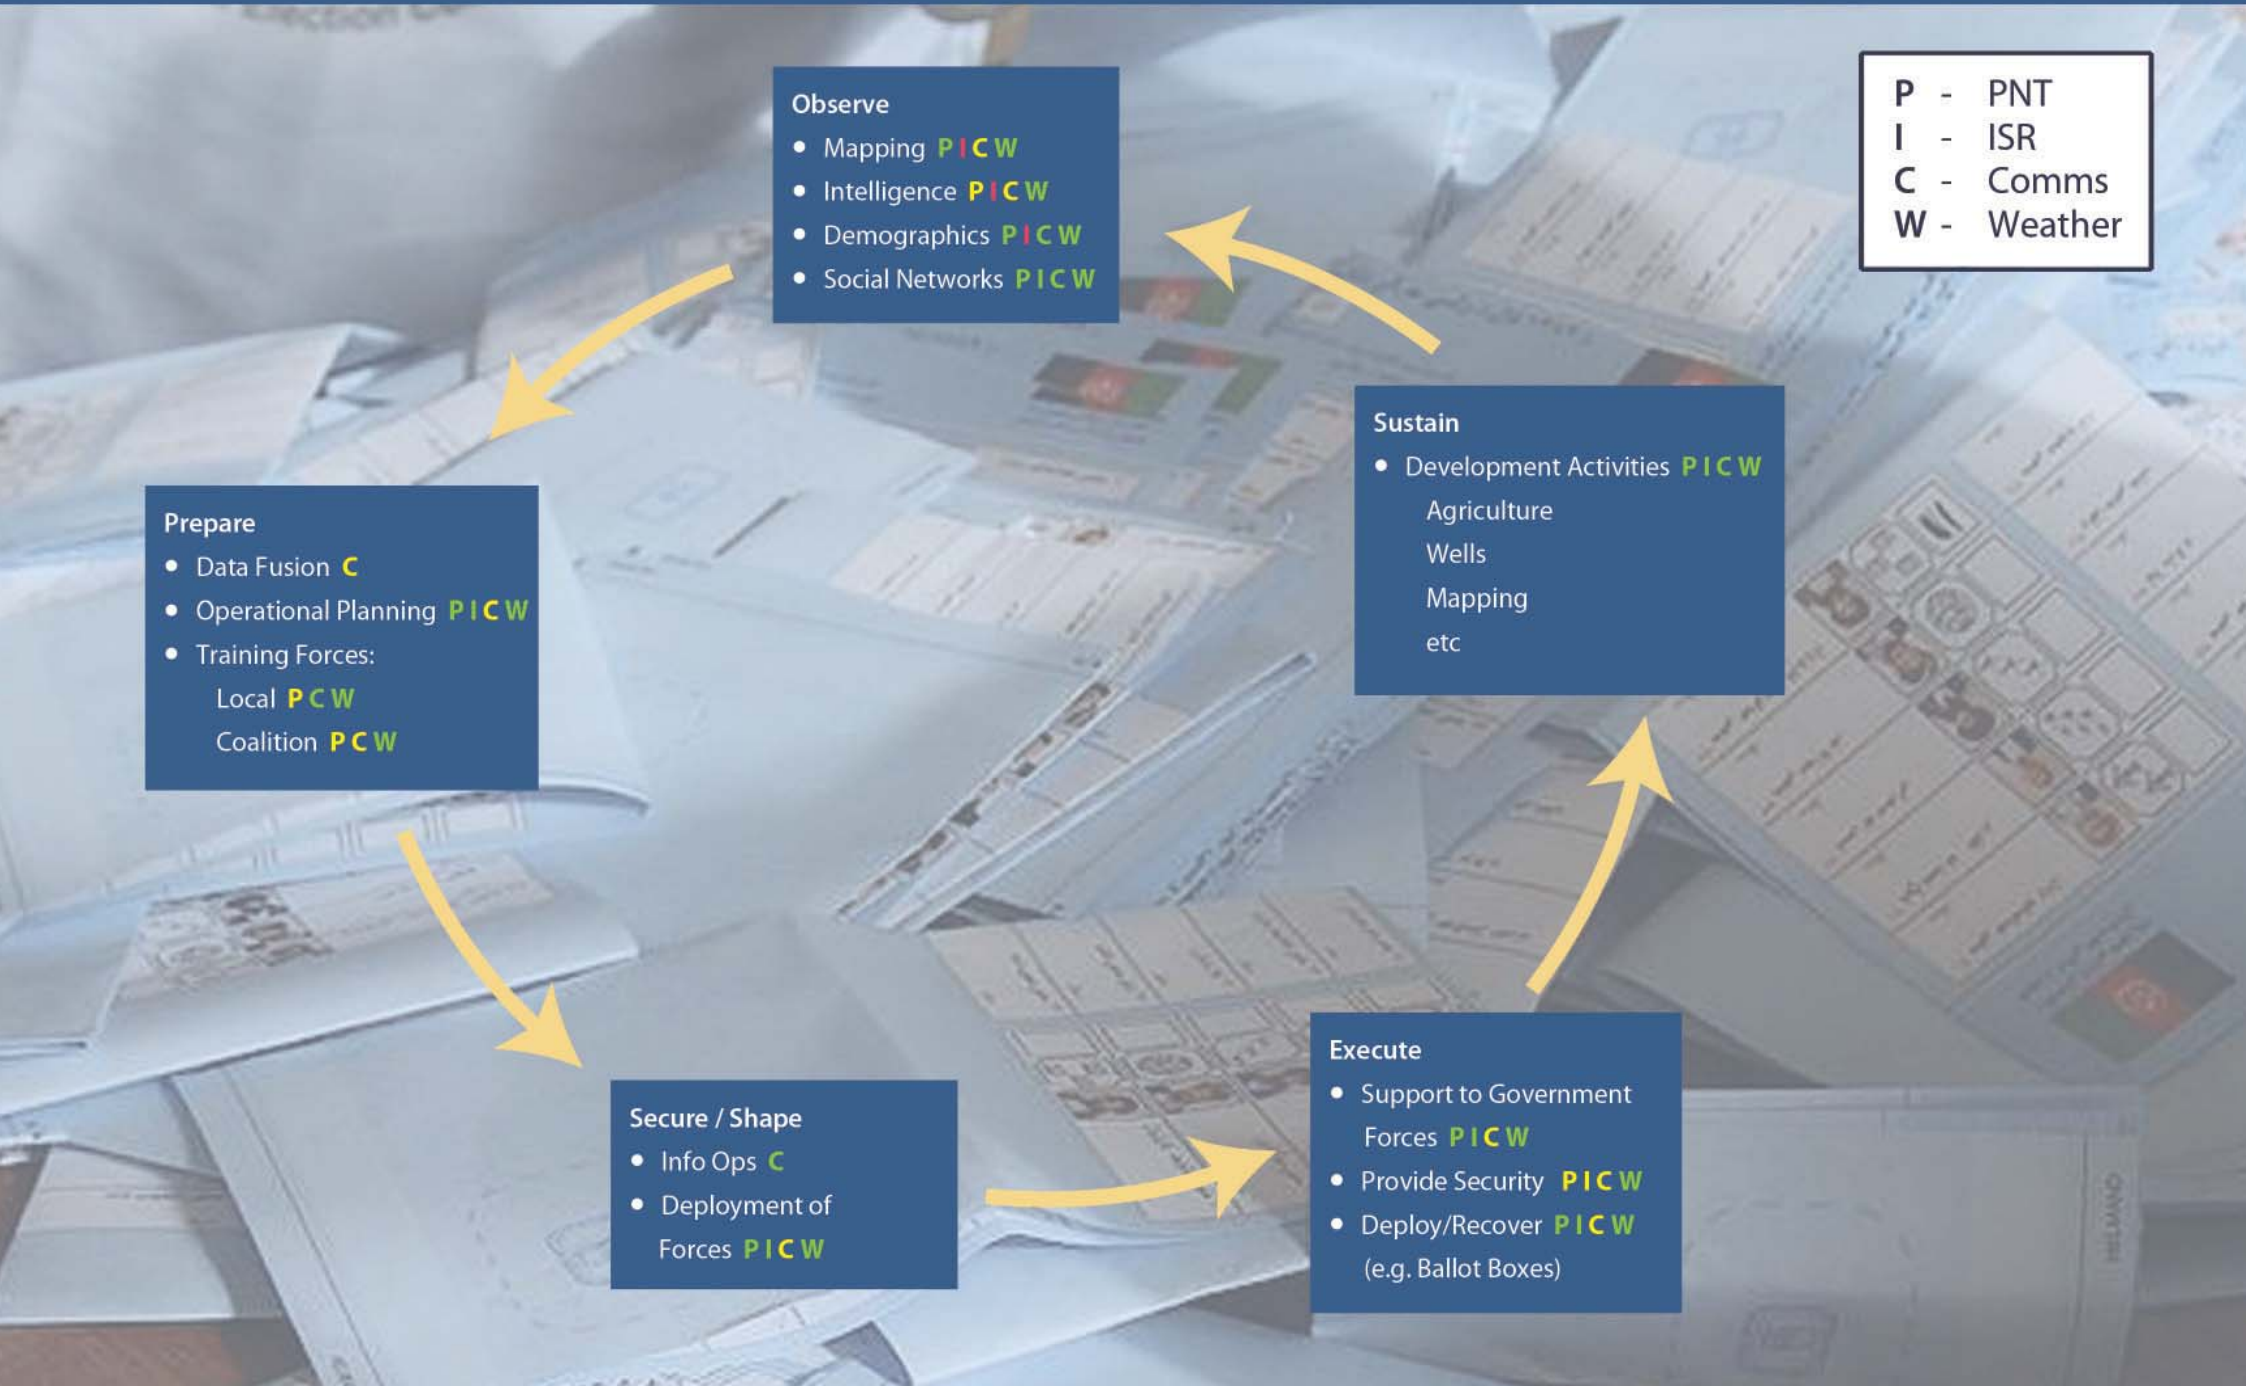 Election Co
Observe
• Mapping P I C W
• Intelligence P I C W
• Demographics P I C W
• Social Networks P I C W
P - PNT
I - ISR
C - Comms
W - Weather
Sustain
• Development Activities P I C W
Agriculture
Wells
Mapping
etc
Prepare
• Data Fusion C
• Operational Planning P I C W
• Training Forces:
Local P C W
Coalition P C W
Secure / Shape
• Info Ops C
• Deployment of
Forces P I C W
Execute
• Support to Government
Forces P I C W
• Provide Security P I C W
• Deploy/Recover P I C W
(e.g. Ballot Boxes)